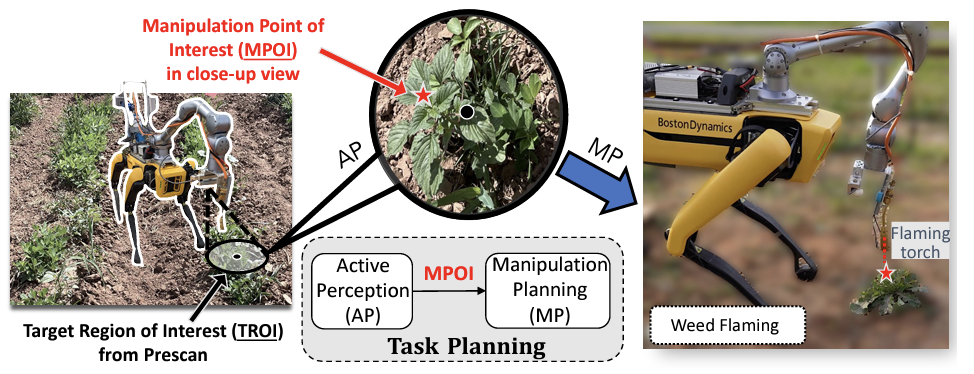 Manipulation Point of
Interest (MPOI)
in close-up view
AP
MP
BostonDynamics
Flaming
torch
Target Region of Interest (TROI)
from Prescan
Active
Perception
(AP)
MPOI
Manipulation
Planning
(MP)
Task Planning
Weed Flaming